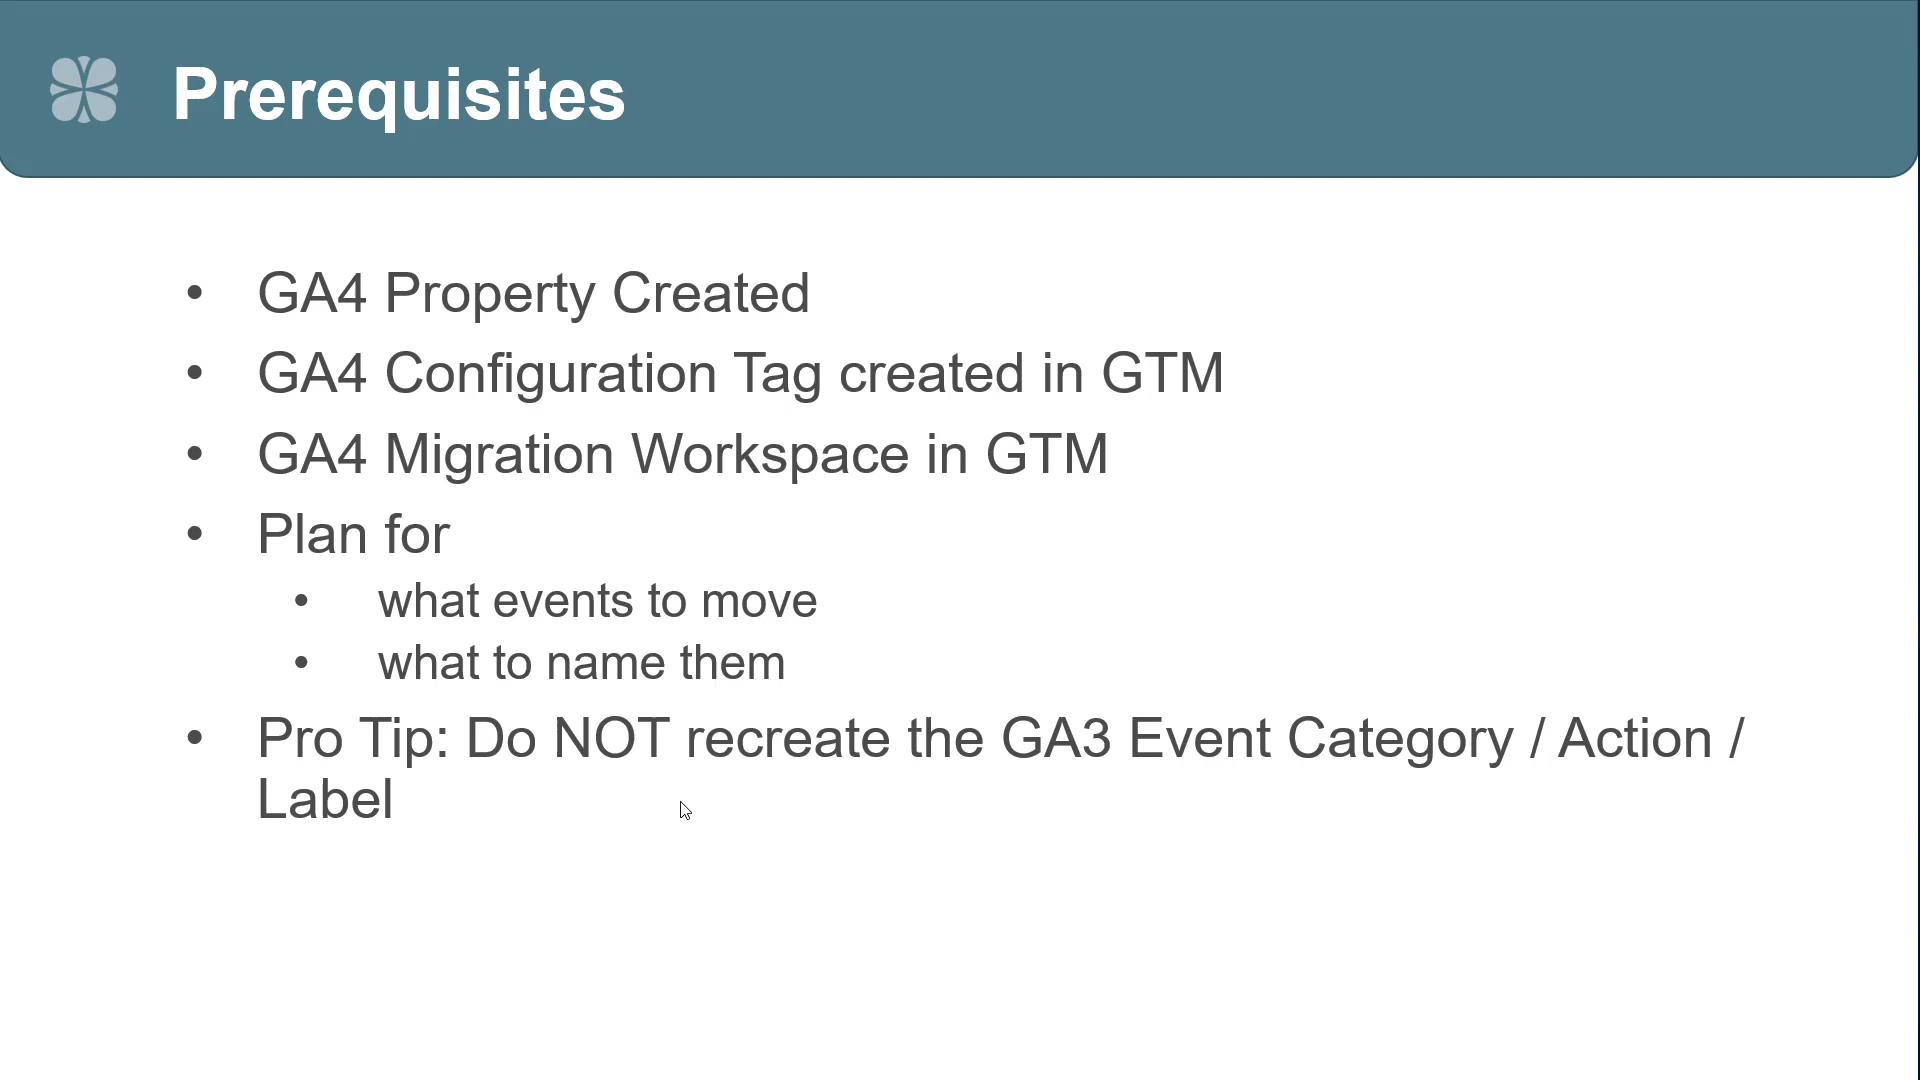 Prerequisites
• GA4 Property Created
• GA4 Configuration Tag created in GTM
• GA4 Migration Workspace in GTM
• Plan for
• what events to move
• what to name them
• Pro Tip: Do NOT recreate the GA3 Event Category / Action /
Label